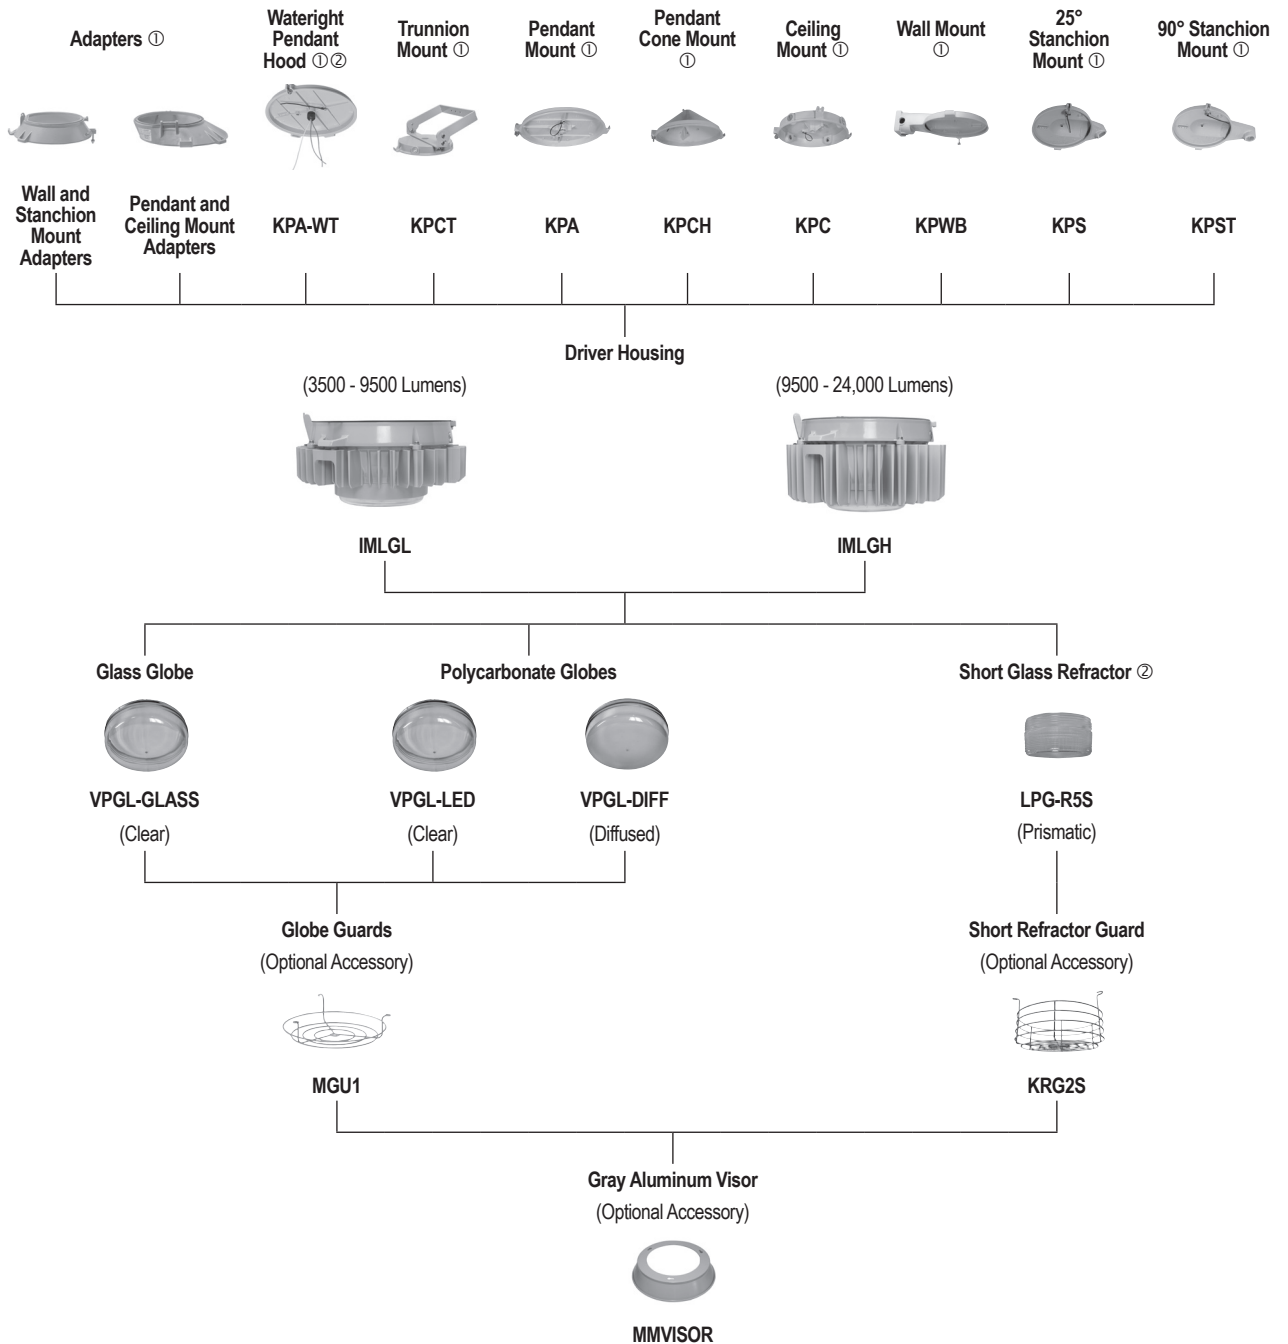 Adapters ①
Wateright
Pendant
Hood ①②
Trunnion
Mount ①
Pendant
Mount ①
Pendant
Cone Mount
①
Ceiling
Mount ①
Wall Mount
①
25°
Stanchion
Mount ①
90° Stanchion
Mount ①
Wall and
Stanchion
Mount
Adapters
Pendant and
Ceiling Mount
Adapters
KPA-WT
KPCT
KPA
KPCH
KPC
KPWB
KPS
KPST
Driver Housing
(3500 - 9500 Lumens)
(9500 - 24,000 Lumens)
IMLGL
IMLGH
Glass Globe
Polycarbonate Globes
Short Glass Refractor ②
VPGL-GLASS
VPGL-LED
VPGL-DIFF
LPG-R5S
(Clear)
(Clear)
(Diffused)
(Prismatic)
Globe Guards
(Optional Accessory)
Short Refractor Guard
(Optional Accessory)
MGU1
KRG2S
Gray Aluminum Visor
(Optional Accessory)
MMVISOR